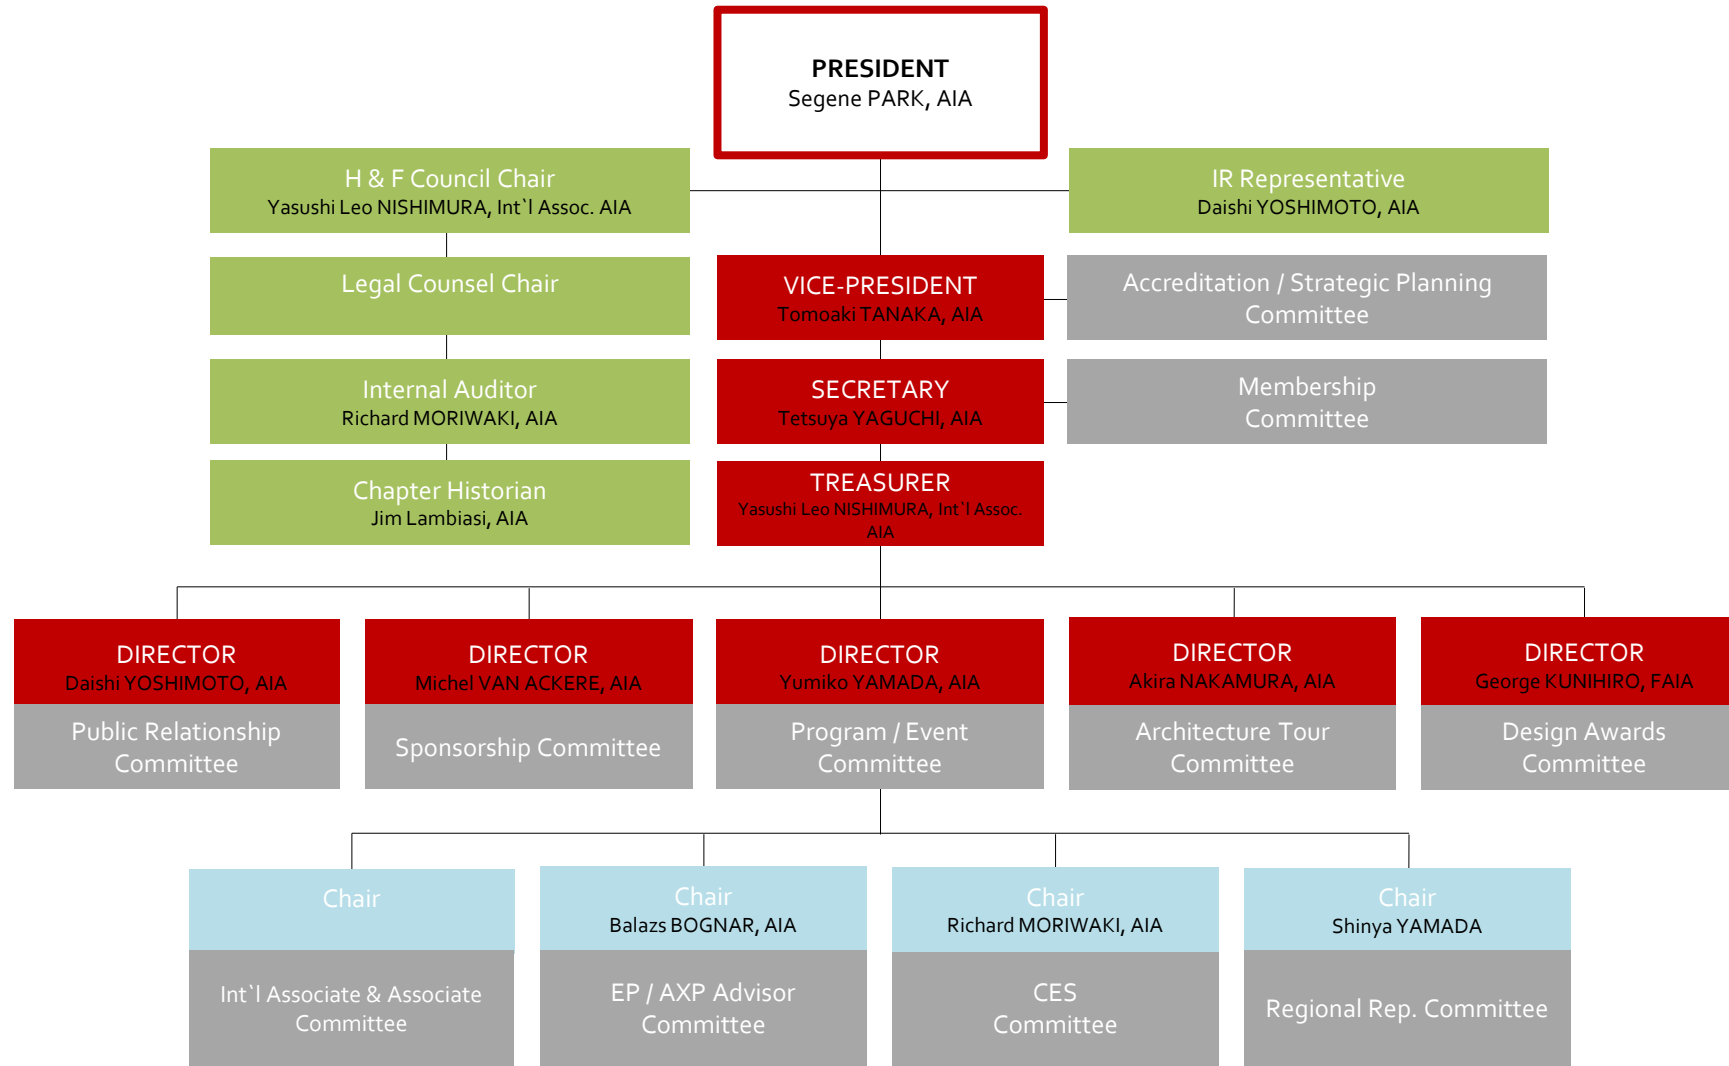 PRESIDENT
Segene PARK, AIA
H & F Council Chair
Yasushi Leo NISHIMURA, Int`l Assoc. AIA
IR Representative
Daishi YOSHIMOTO, AIA
Legal Counsel Chair
VICE-PRESIDENT
Tomoaki TANAKA, AIA
Accreditation / Strategic Planning
Committee
Internal Auditor
Richard MORIWAKI, AIA
SECRETARY
Tetsuya YAGUCHI, AIA
Membership
Committee
Chapter Historian
Jim Lambiasi, AIA
TREASURER
Yasushi Leo NISHIMURA, Int`l Assoc.
AIA
DIRECTOR
Daishi YOSHIMOTO, AIA
Public Relationship
Committee
DIRECTOR
Michel VAN ACKERE, AIA
Sponsorship Committee
DIRECTOR
Yumiko YAMADA, AIA
Program / Event
Committee
DIRECTOR
Akira NAKAMURA, AIA
Architecture Tour
Committee
DIRECTOR
George KUNIHIRO, FAIA
Design Awards
Committee
Chair
Int`l Associate & Associate
Committee
Chair
Balazs BOGNAR, AIA
EP / AXP Advisor
Committee
Chair
Richard MORIWAKI, AIA
CES
Committee
Chair
Shinya YAMADA
Regional Rep. Committee